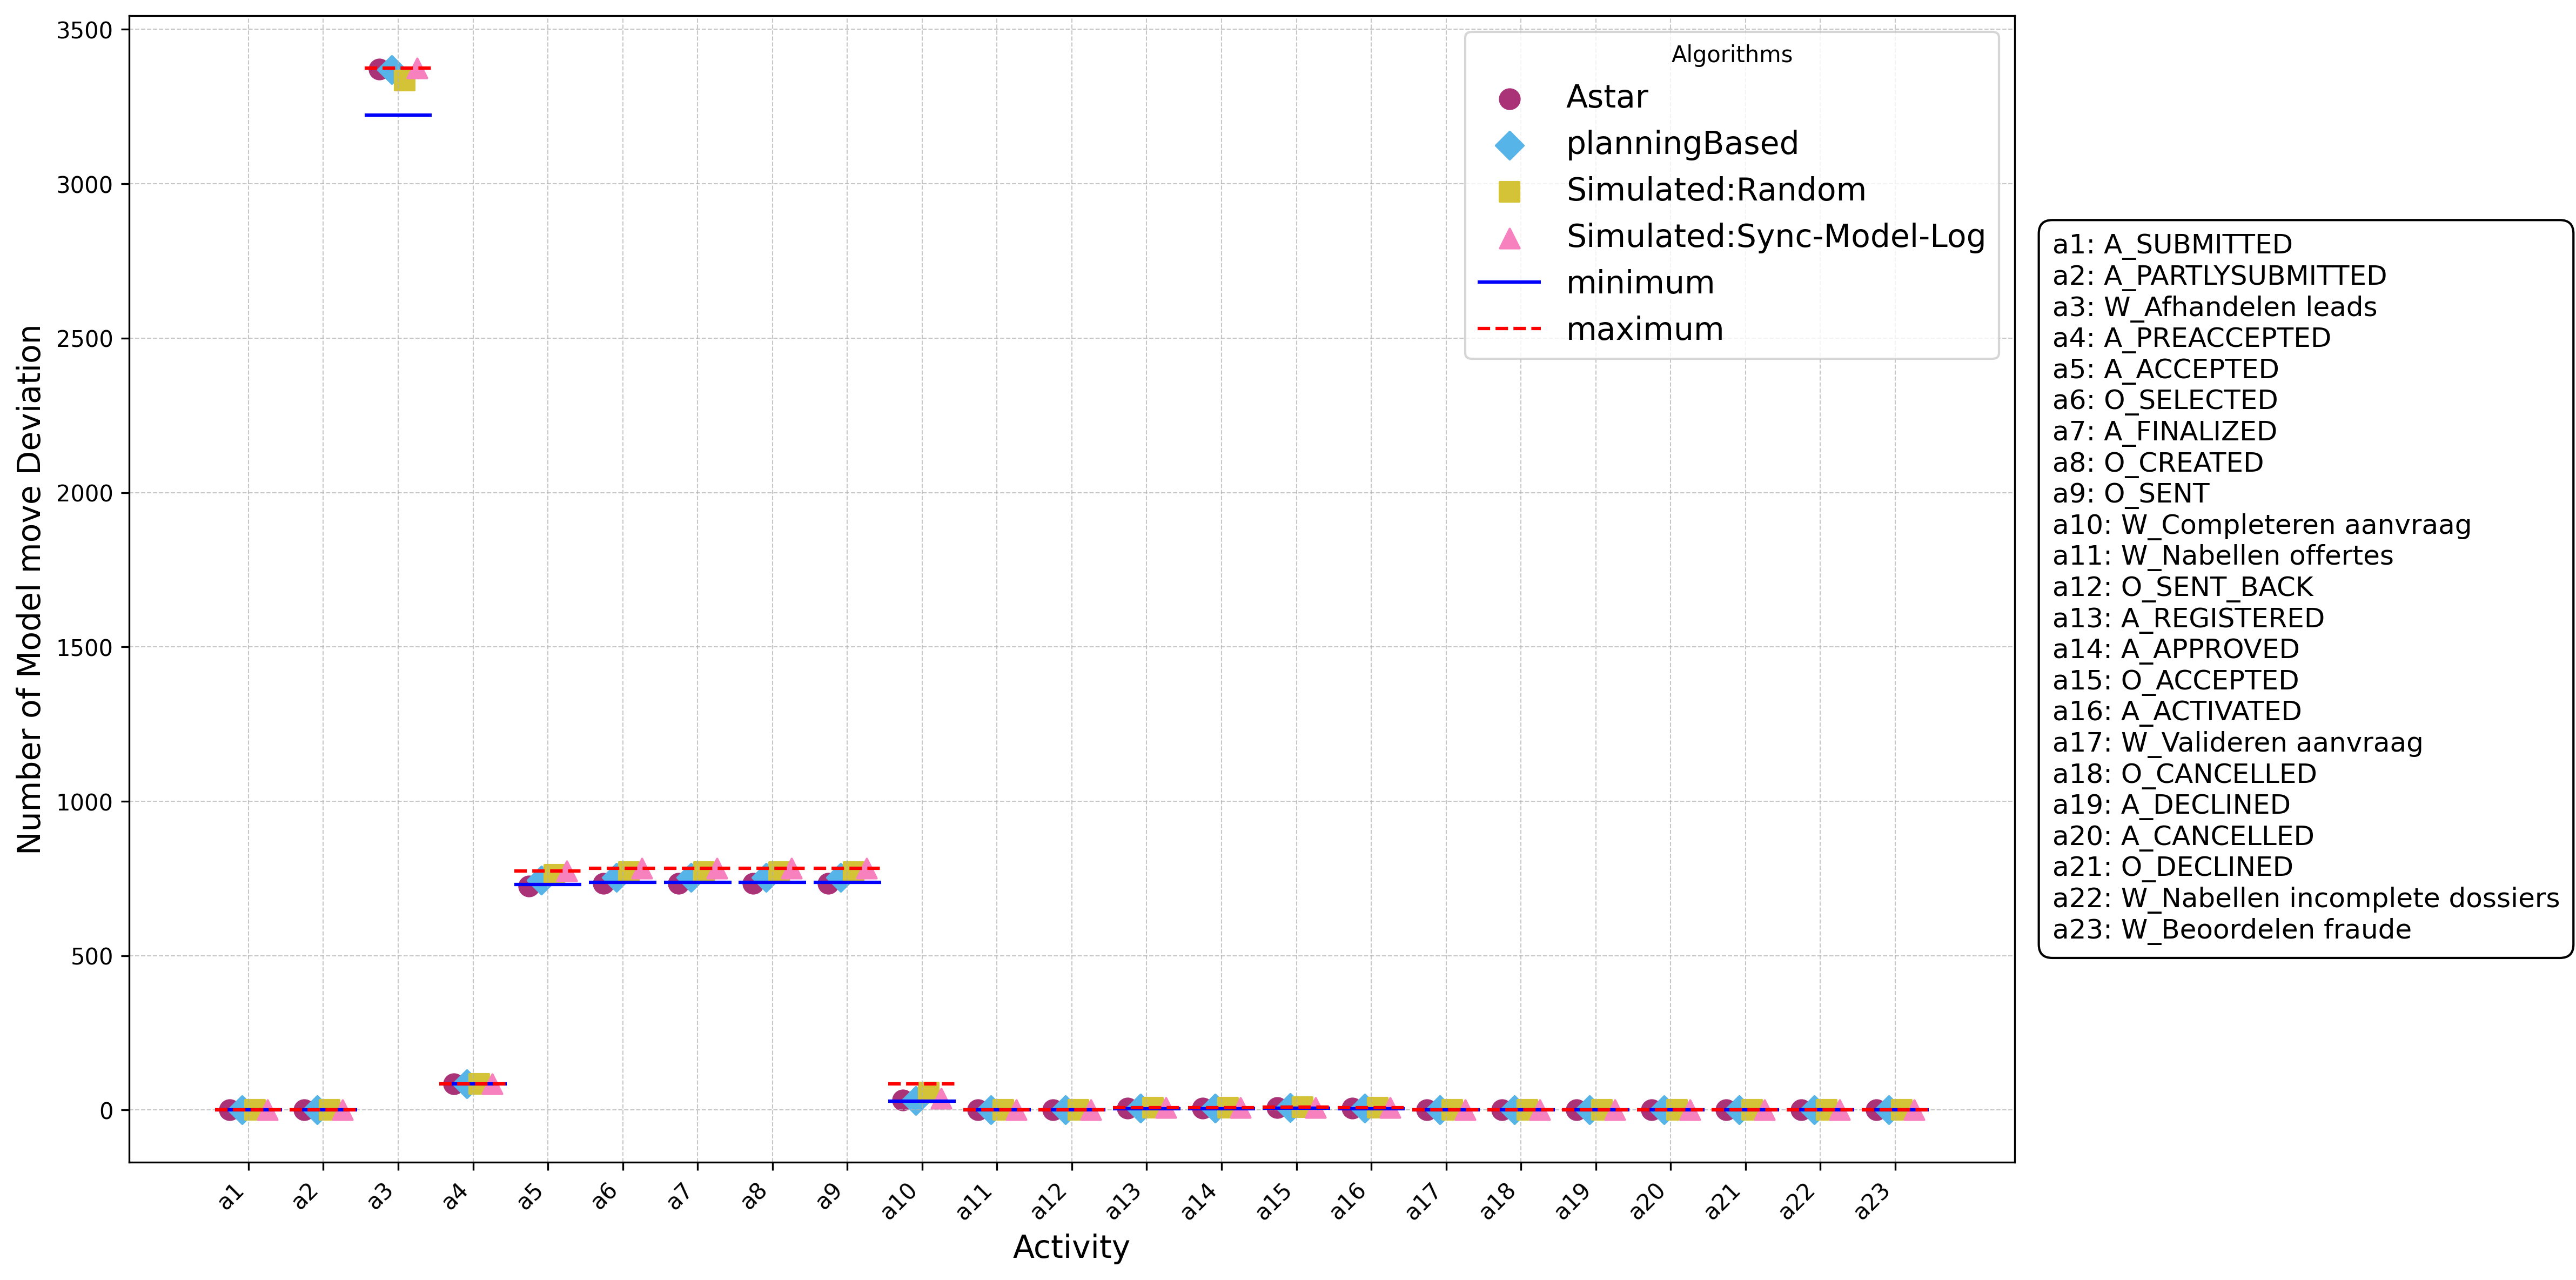 Number of Model move Deviation
3500
3000
2500
2000
1500
1000
500
0
Algorithms
Astar
planningBased
Simulated:Random
Simulated:Sync-Model-Log
minimum
maximum
a1: A_SUBMITTED
a2: A_PARTLYSUBMITTED
a3: W_Afhandelen leads
a4: A_PREACCEPTED
a5: A_ACCEPTED
a6: O_SELECTED
a7: A_FINALIZED
a8: O_CREATED
a9: O_SENT
a10: W_Completeren aanvraag
a11: W_Nabellen offertes
a12: O_SENT_BACK
a13: A_REGISTERED
a14: A_APPROVED
a15: O_ACCEPTED
a16: A_ACTIVATED
a17: W_Valideren aanvraag
a18: O_CANCELLED
a19: A_DECLINED
a20: A_CANCELLED
a21: O_DECLINED
a22: W_Nabellen incomplete dossiers
a23: W_Beoordelen fraude
a1 a2 a3 a4 a5 a6 a7 a8 a9 a10 a11 a12 a13 a14 a15 a16 a17 a18 a19 a20 a21 a22 a23
Activity